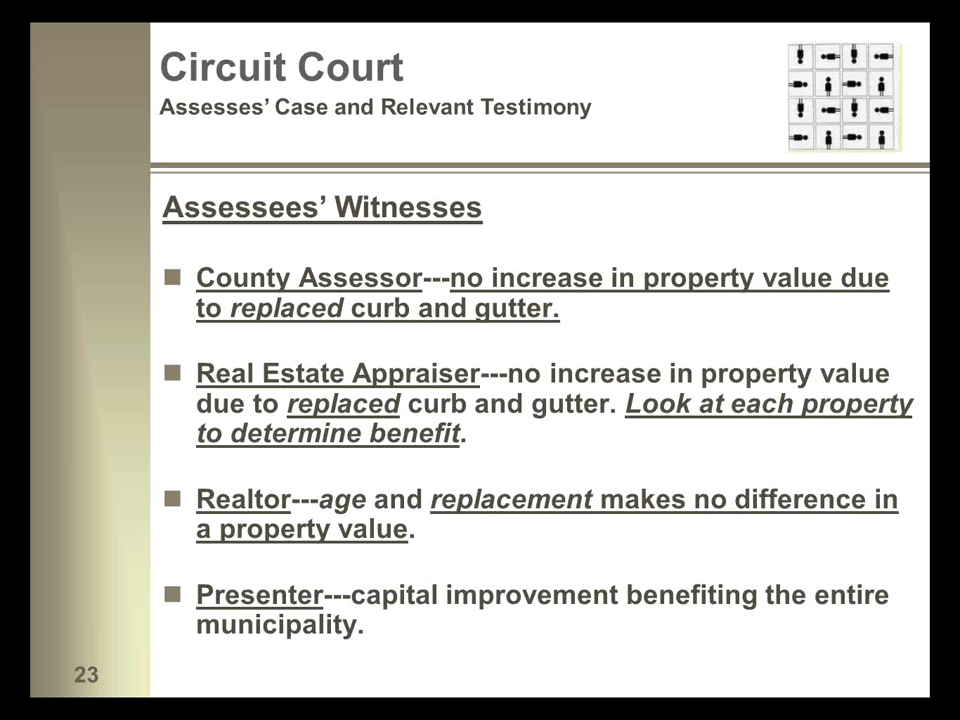 Circuit Court
Assesses’ Case and Relevant Testimony
Assessees’ Witnesses
County Assessor---no increase in property value due
to replaced curb and gutter.
Real Estate Appraiser---no increase in property value
due to replaced curb and gutter. Look at each property
to determine benefit.
Realtor---age and replacement makes no difference in
a property value.
Presenter---capital improvement benefiting the entire
municipality.
23